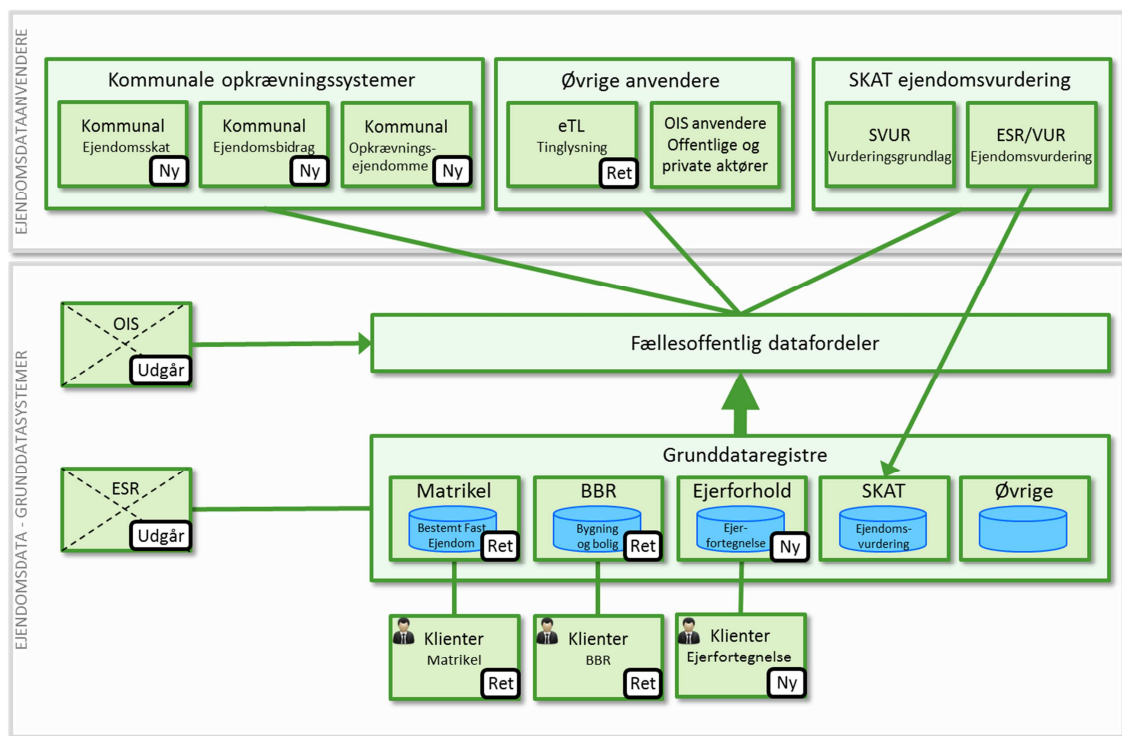 EJENDOMSDATAANVENDERE
Kommunale opkrævningssystemer
Kommunal
Ejendomsskat
Ny
Kommunal
Ejendomsbidrag
Ny
Kommunal
Opkrævnings-
ejendomme
Ny
Øvrige anvendere
eTL
Tinglysning
Ret
OIS anvendere
Offentlige og
private aktører
SKAT ejendomsvurdering
SVUR
Vurderingsgrundlag
ESR/VUR
Ejendomsvurdering
EJENDOMSDATA - GRUNDDATASYSTEMER
OIS
Udgår
Fællesoffentlig datafordeler
ESR
Udgår
Grunddataregistre
Matrikel
Bestemt Fast
Ejendom
Ret
BBR
Bygning
og bolig
Ret
Ejerforhold
Ejer-
fortegnelse
Ny
SKAT
Ejendoms-
vurdering
Øvrige
Klienter
Matrikel
Ret
Klienter
BBR
Ret
Klienter
Ejerfortegnelse
Ny